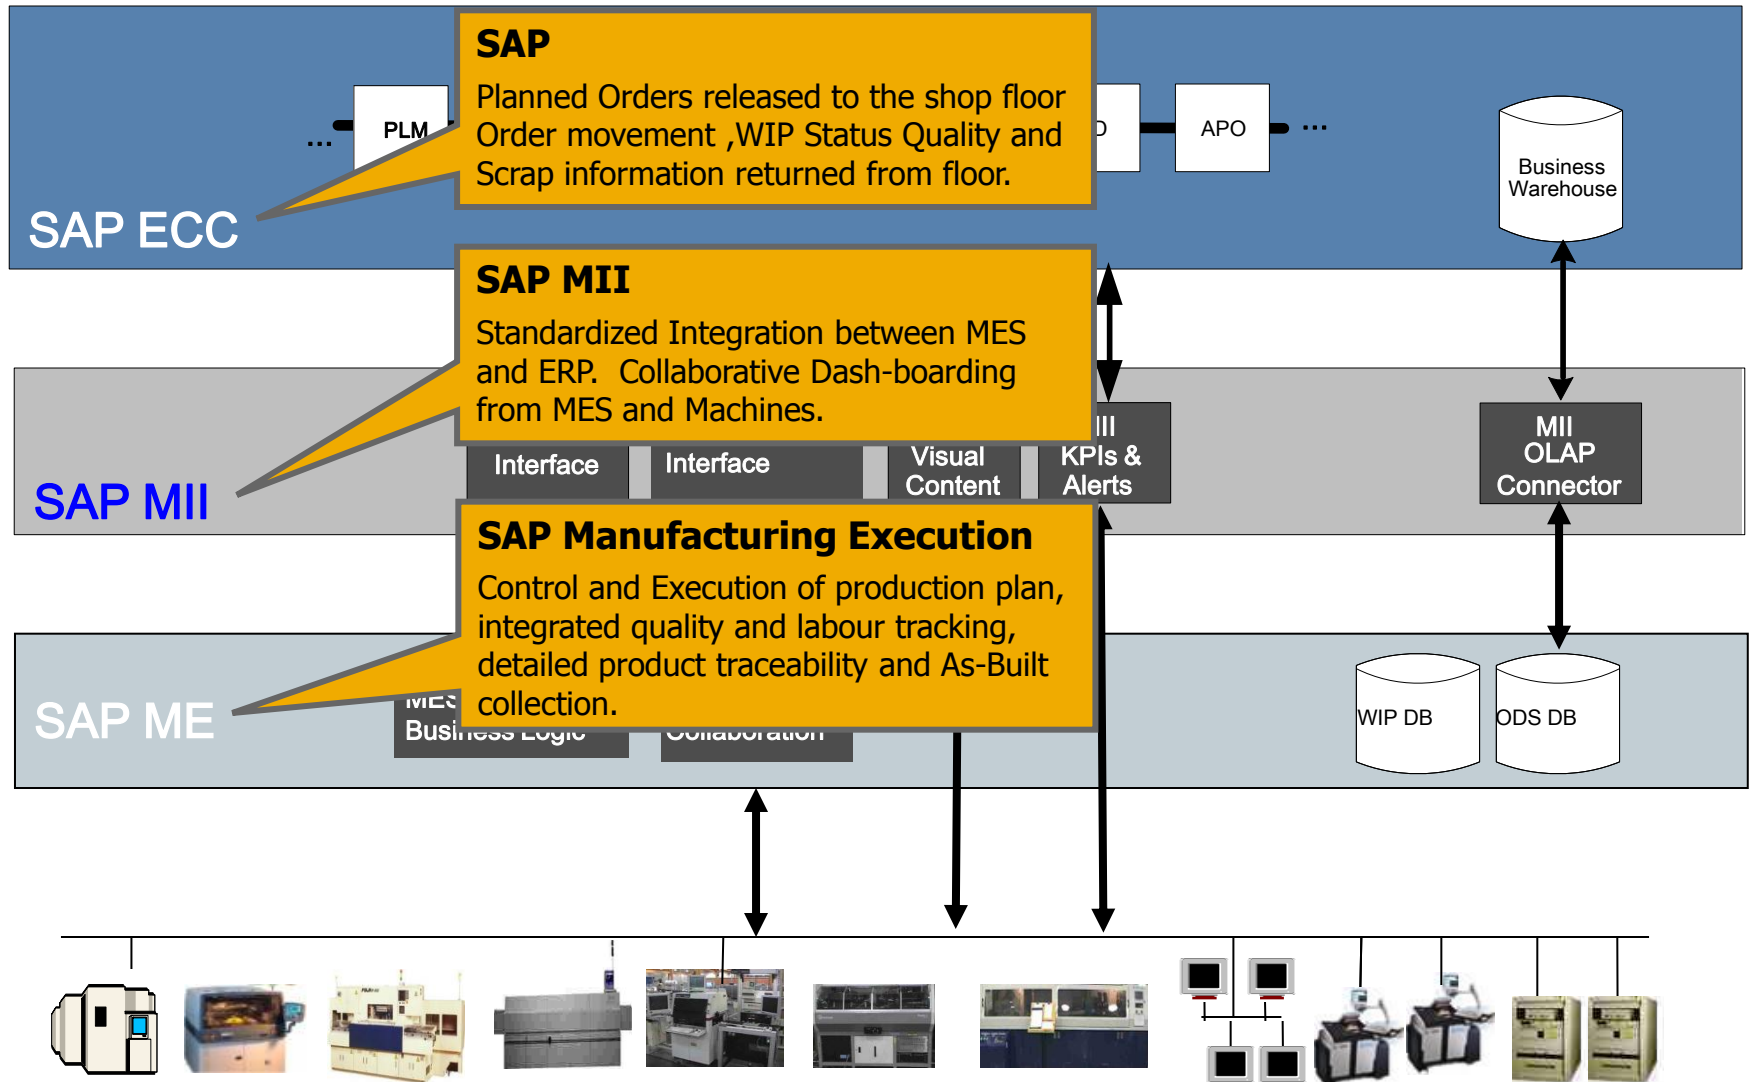 SAP
Planned Orders released to the shop floor
Order movement ,WIP Status Quality and
Scrap information returned from floor.
...
PLM
APO
...
Business
Warehouse
SAP ECC
SAP MII
Standardized Integration between MES
and ERP.  Collaborative Dash-boarding
from MES and Machines.
Interface
Interface
Visual
Content
KPIs &
Alerts
MII
OLAP
Connector
SAP MII
SAP Manufacturing Execution
Control and Execution of production plan,
integrated quality and labour tracking,
detailed product traceability and As-Built
collection.
SAP ME
MES
Business Logic
Collaboration
WIP DB
ODS DB